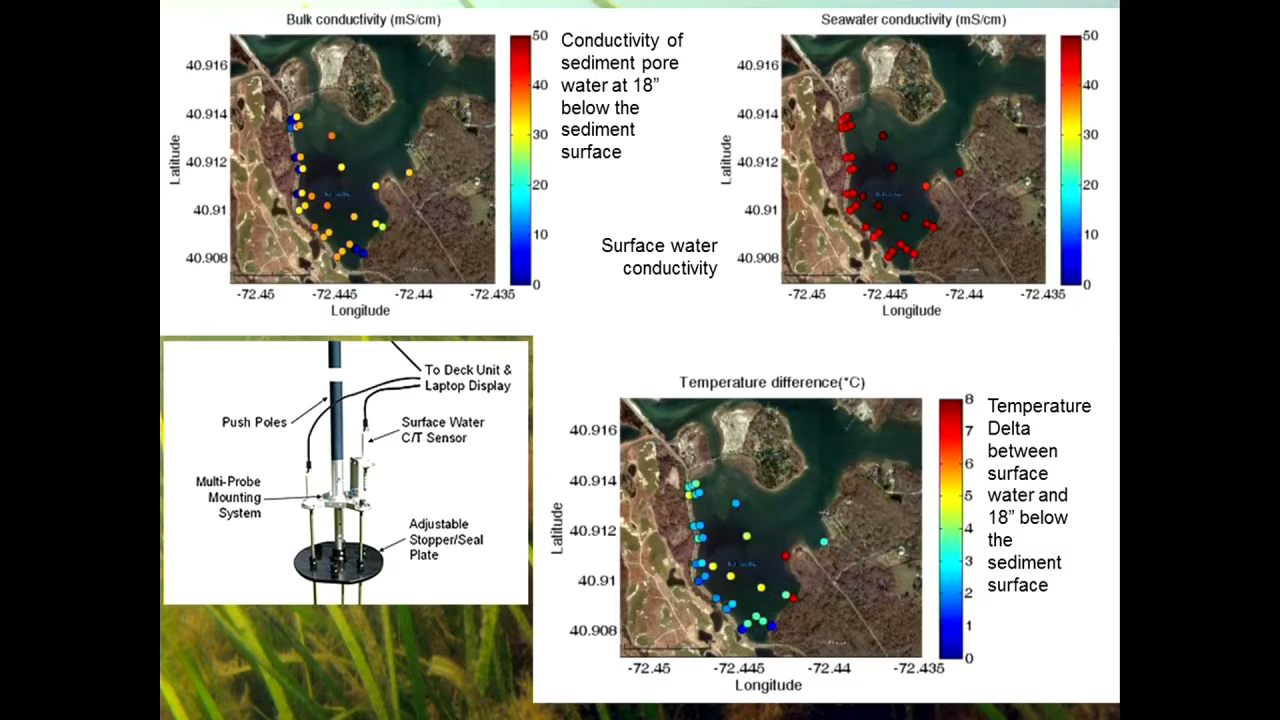 Bulk conductivity (mS/cm)
50
40
30
20
10
0
40.916
40.914
40.912
40.91
40.908
Latitude
-72.45
-72.445
-72.44
-72.435
Longitude
Conductivity of
sediment pore
water at 18”
below the
sediment
surface
Seawater conductivity (mS/cm)
50
40
30
20
10
0
40.916
40.914
40.912
40.91
40.908
Latitude
-72.45
-72.445
-72.44
-72.435
Longitude
Surface water
conductivity
To Deck Unit &
Laptop Display
Push Poles
Surface Water
C/T Sensor
Multi-Probe
Mounting
System
Adjustable
Stopper/Seal
Plate
Temperature difference(°C)
8
7
6
5
4
3
2
1
0
40.916
40.914
40.912
40.91
40.908
Latitude
-72.45
-72.445
-72.44
-72.435
Longitude
Temperature
Delta
between
surface
water and
18” below
the
sediment
surface